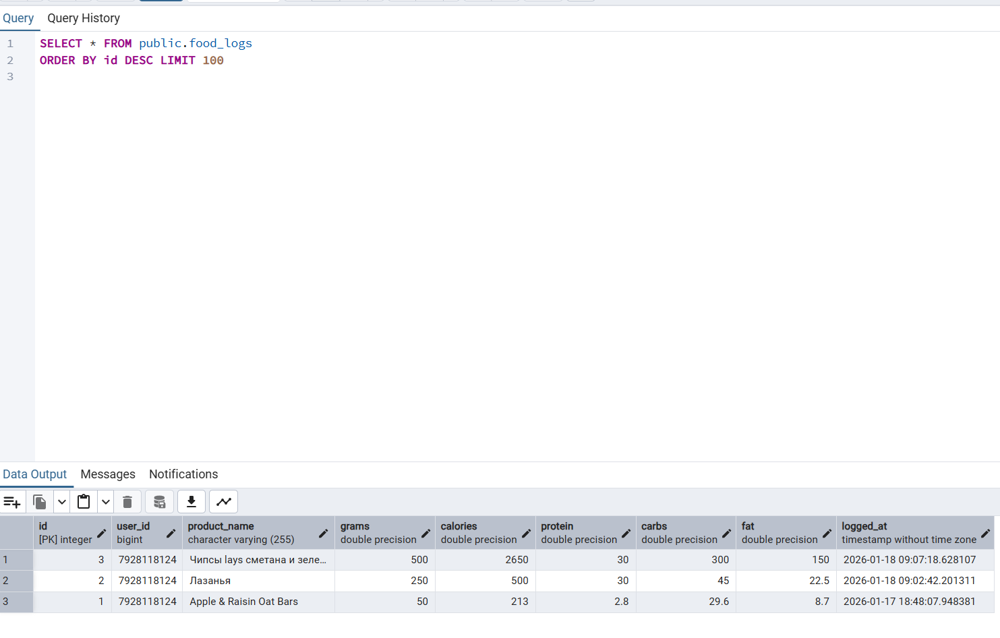 Query Query History
1 SELECT * FROM public.food_logs
2 ORDER BY id DESC LIMIT 100
3
Data Output Messages Notifications
id user_id product_name grams calories protein carbs fat logged_at
[PK] integer bigint character varying (255) double precision double precision double precision double precision double precision timestamp without time zone
1 3 7928118124 Чипсы lays сметана и зеле… 500 2650 30 300 150 2026-01-18 09:07:18.628107
2 2 7928118124 Лазанья 250 500 30 45 22.5 2026-01-18 09:02:42.201311
3 1 7928118124 Apple & Raisin Oat Bars 50 213 2.8 29.6 8.7 2026-01-17 18:48:07.948381